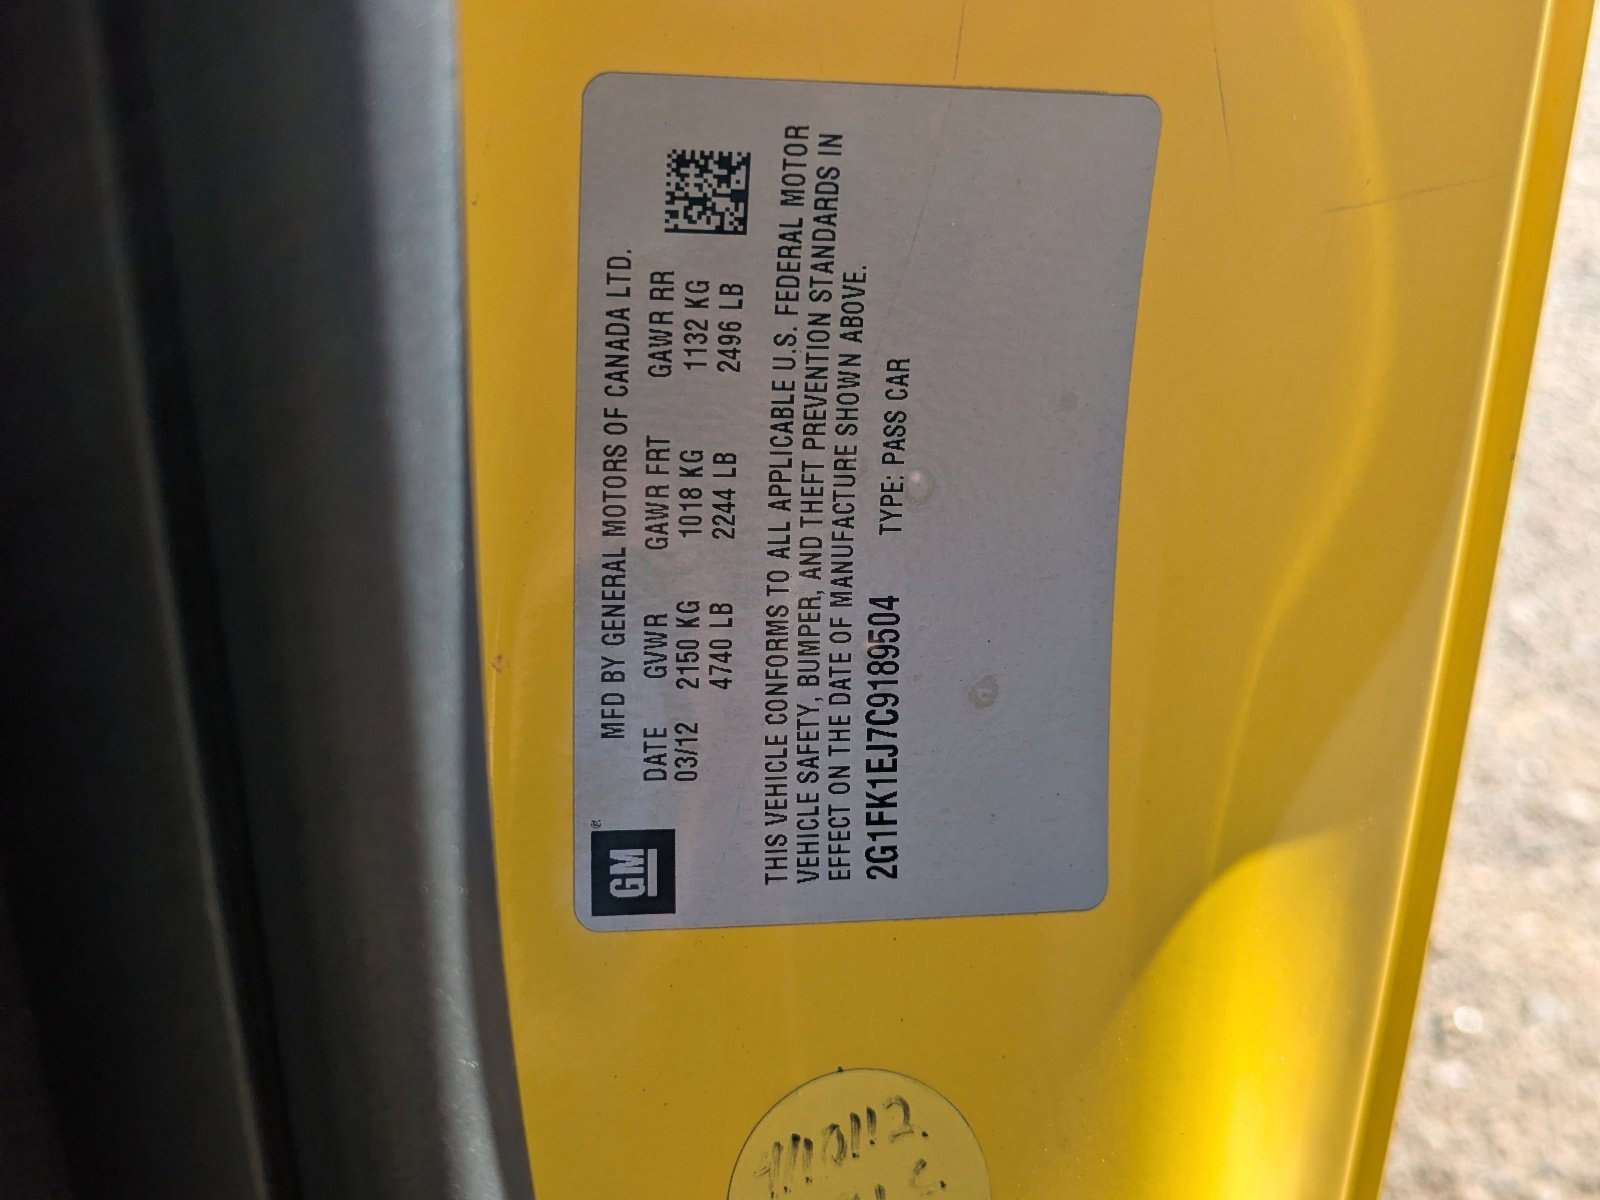 GM®
MFD BY GENERAL MOTORS OF CANADA LTD.
DATE GVWR GAWR FRT GAWR RR
03/12 2150 KG 1018 KG 1132 KG
4740 LB 2244 LB 2496 LB
THIS VEHICLE CONFORMS TO ALL APPLICABLE U.S. FEDERAL MOTOR
VEHICLE SAFETY, BUMPER, AND THEFT PREVENTION STANDARDS IN
EFFECT ON THE DATE OF MANUFACTURE SHOWN ABOVE.
2G1FK1EJ7C9189504 TYPE: PASS CAR